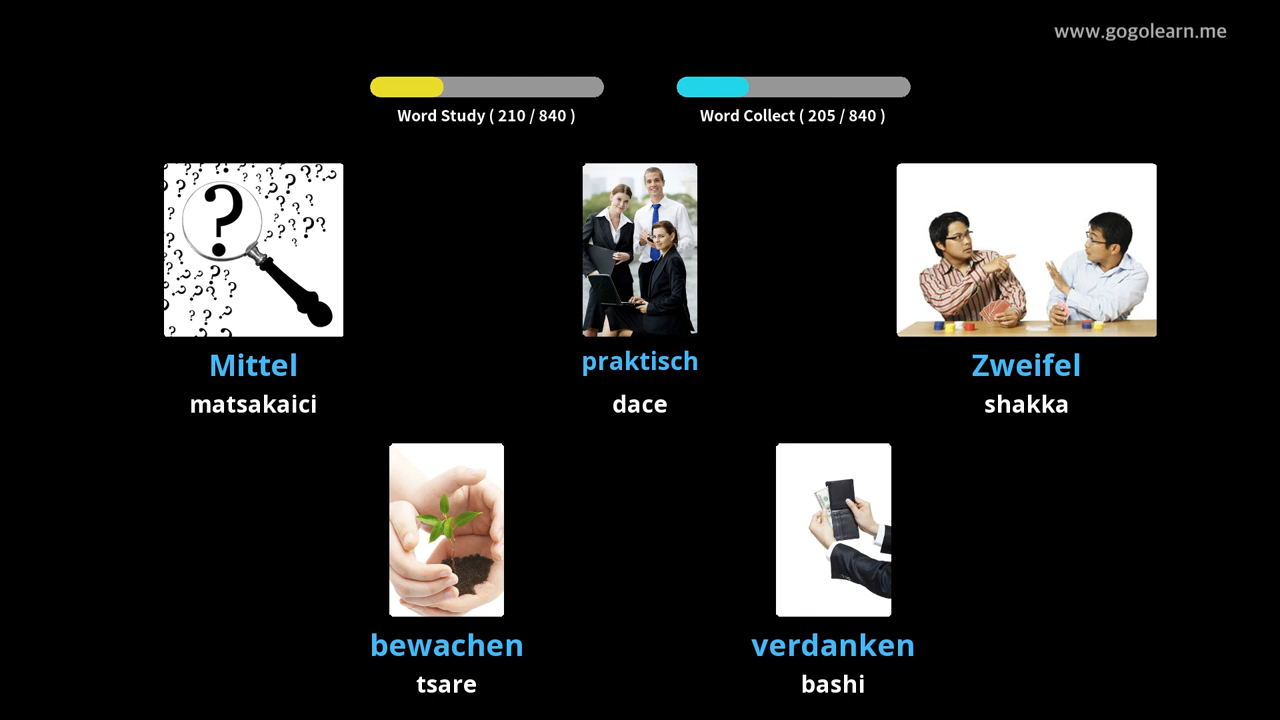 www.gogolearn.me
Word Study ( 210 / 840 )
Word Collect ( 205 / 840 )
Mittel
matsakaici
praktisch
dace
Zweifel
shakka
bewachen
tsare
verdanken
bashi